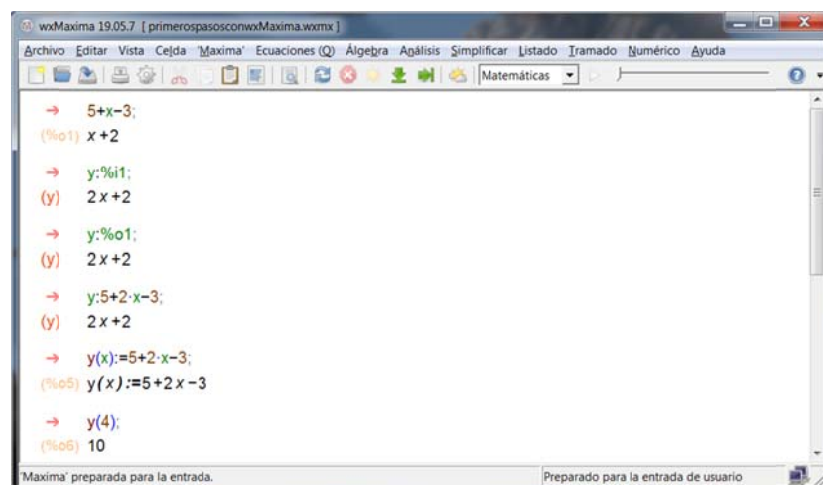 wxMaxima 19.05.7 [ primerospasosconwxMaxima.wxmx ]
Archivo Editar Vista Celda 'Maxima' Ecuaciones (Q) Álgebra Análisis Simplificar Listado Tramado Numérico Ayuda
Matemáticas
→ 5+x−3;
(%o1) x+2
→ y:%i1;
(y) 2x+2
→ y:%o1;
(y) 2x+2
→ y:5+2·x−3;
(y) 2x+2
→ y(x):=5+2·x−3;
(%o5) y(x):=5+2x−3
→ y(4);
(%o6) 10
'Maxima' preparada para la entrada. Preparado para la entrada de usuario